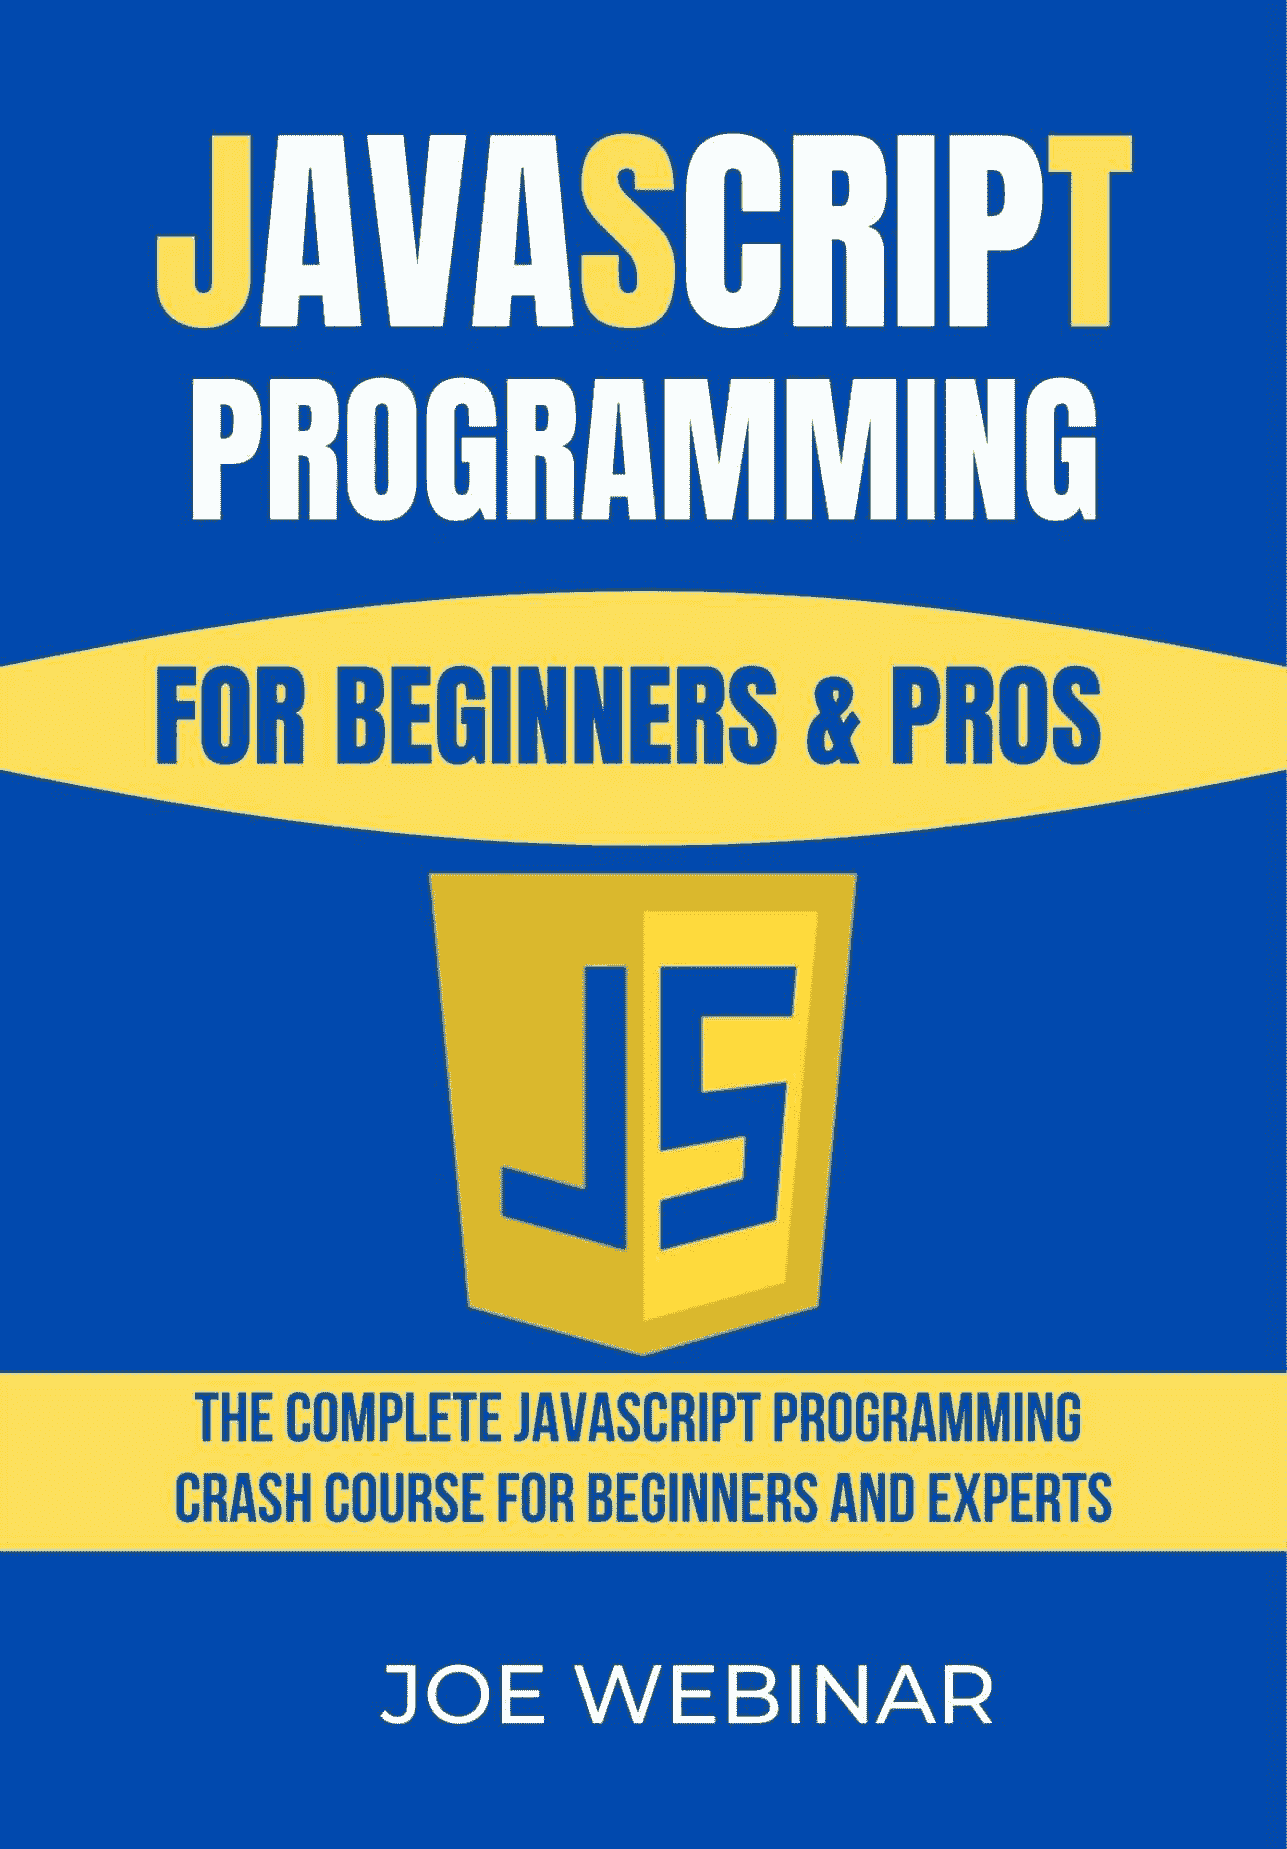 JAVASCRIPT
PROGRAMMING
FOR BEGINNERS & PROS
JS
THE COMPLETE JAVASCRIPT PROGRAMMING
CRASH COURSE FOR BEGINNERS AND EXPERTS
JOE WEBINAR